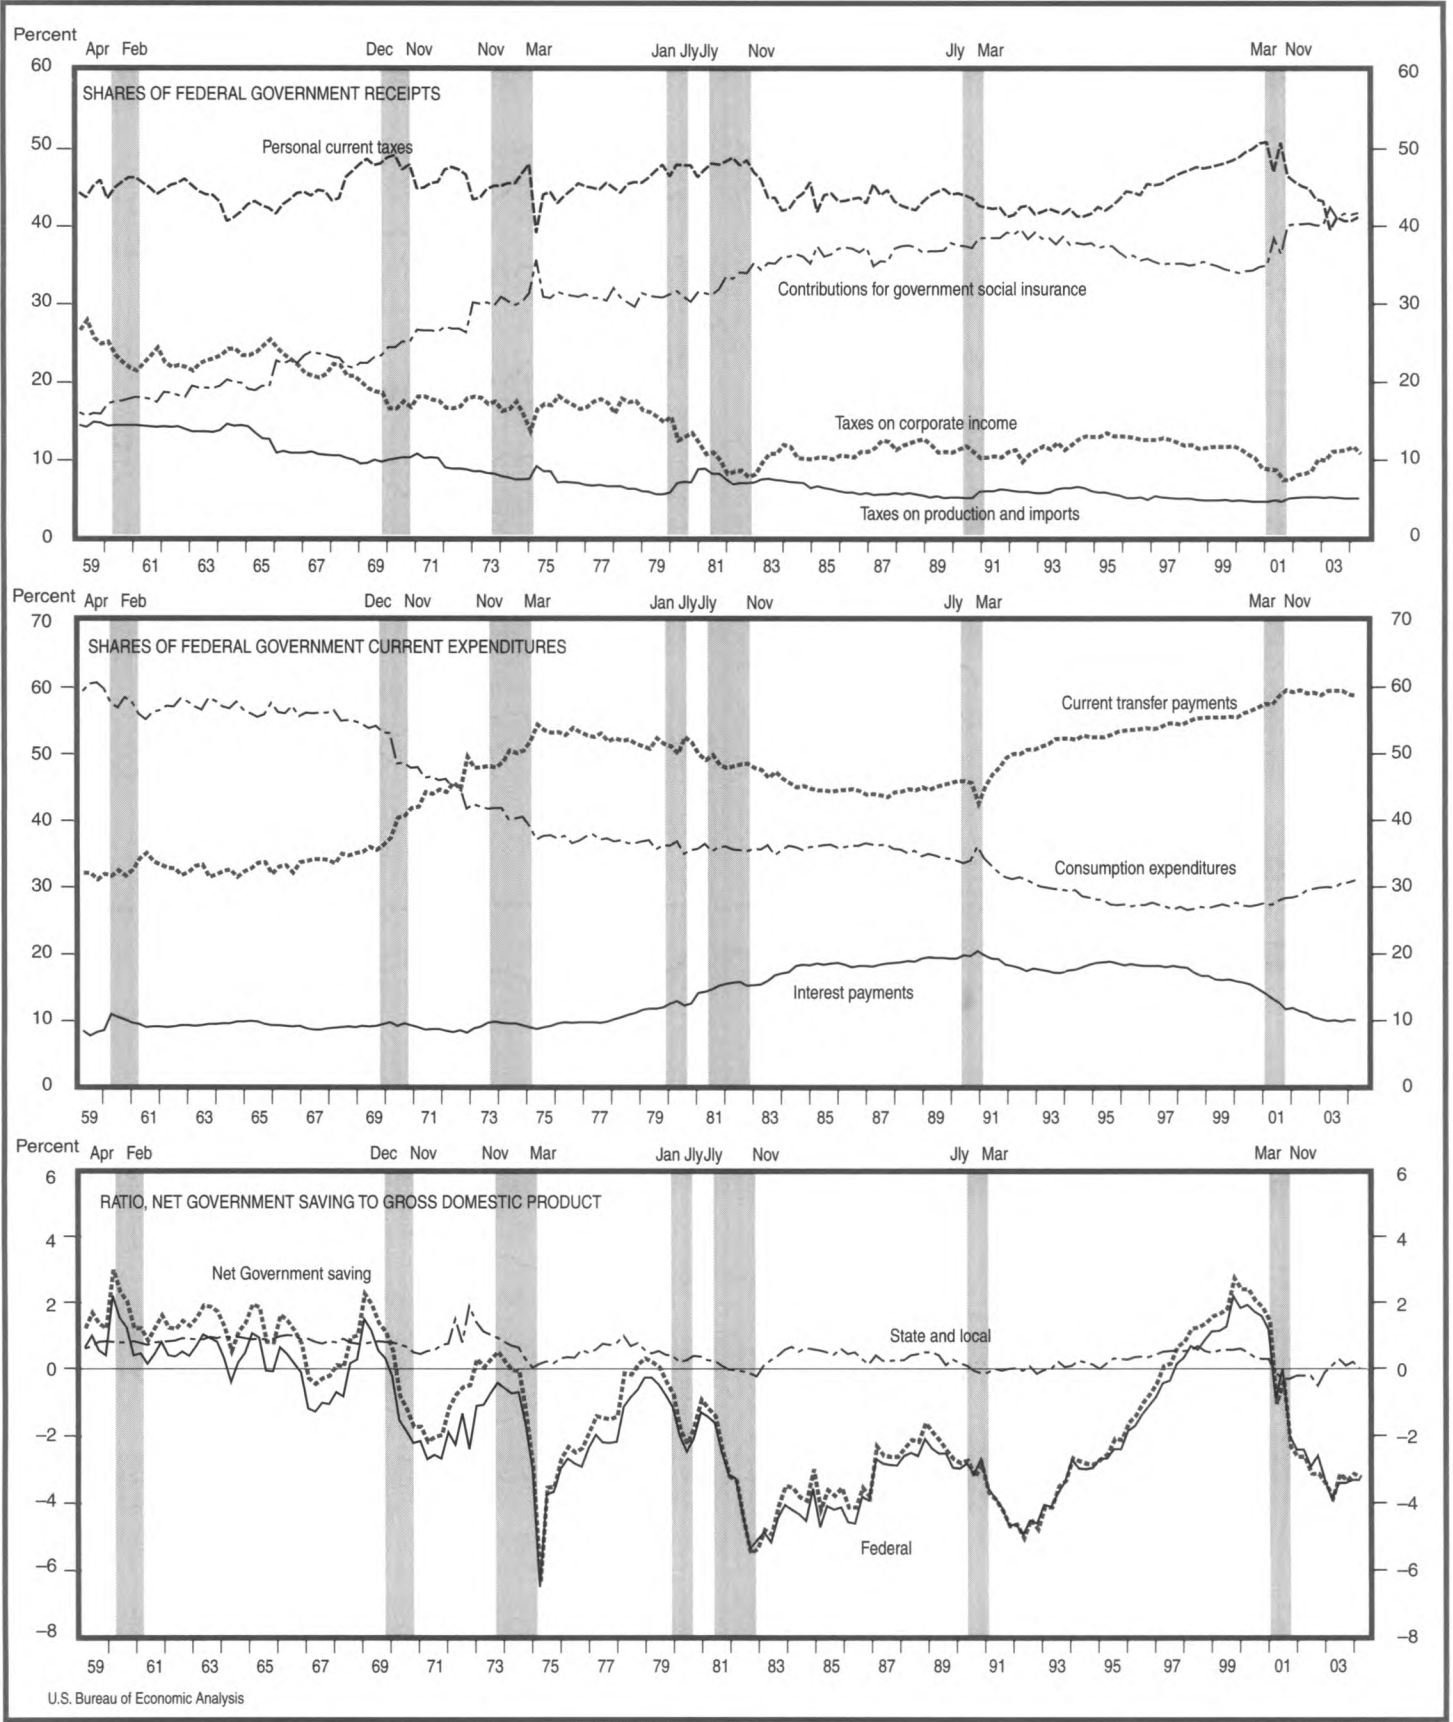 Percent
Apr Feb Dec Nov Nov Mar Jan JlyJly Nov Jly Mar Mar Nov
60 60
SHARES OF FEDERAL GOVERNMENT RECEIPTS
Personal current taxes
50 50
40 40
Contributions for government social insurance
30 30
20 20
Taxes on corporate income
10 10
Taxes on production and imports
0 0
59 61 63 65 67 69 71 73 75 77 79 81 83 85 87 89 91 93 95 97 99 01 03
Percent
Apr Feb Dec Nov Nov Mar Jan JlyJly Nov Jly Mar Mar Nov
70 70
SHARES OF FEDERAL GOVERNMENT CURRENT EXPENDITURES
60 60
Current transfer payments
50 50
40 40
Consumption expenditures
30 30
20 20
Interest payments
10 10
0 0
59 61 63 65 67 69 71 73 75 77 79 81 83 85 87 89 91 93 95 97 99 01 03
Percent
Apr Feb Dec Nov Nov Mar Jan JlyJly Nov Jly Mar Mar Nov
6 6
RATIO, NET GOVERNMENT SAVING TO GROSS DOMESTIC PRODUCT
4 4
Net Government saving
2 2
State and local
0 0
–2 –2
–4 –4
Federal
–6 –6
–8 –8
59 61 63 65 67 69 71 73 75 77 79 81 83 85 87 89 91 93 95 97 99 01 03
U.S. Bureau of Economic Analysis